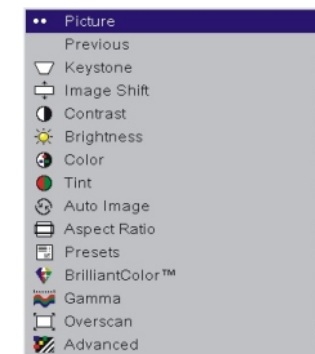 Picture
Previous
Keystone
Image Shift
Contrast
Brightness
Color
Tint
Auto Image
Aspect Ratio
Presets
BrilliantColor™
Gamma
Overscan
Advanced